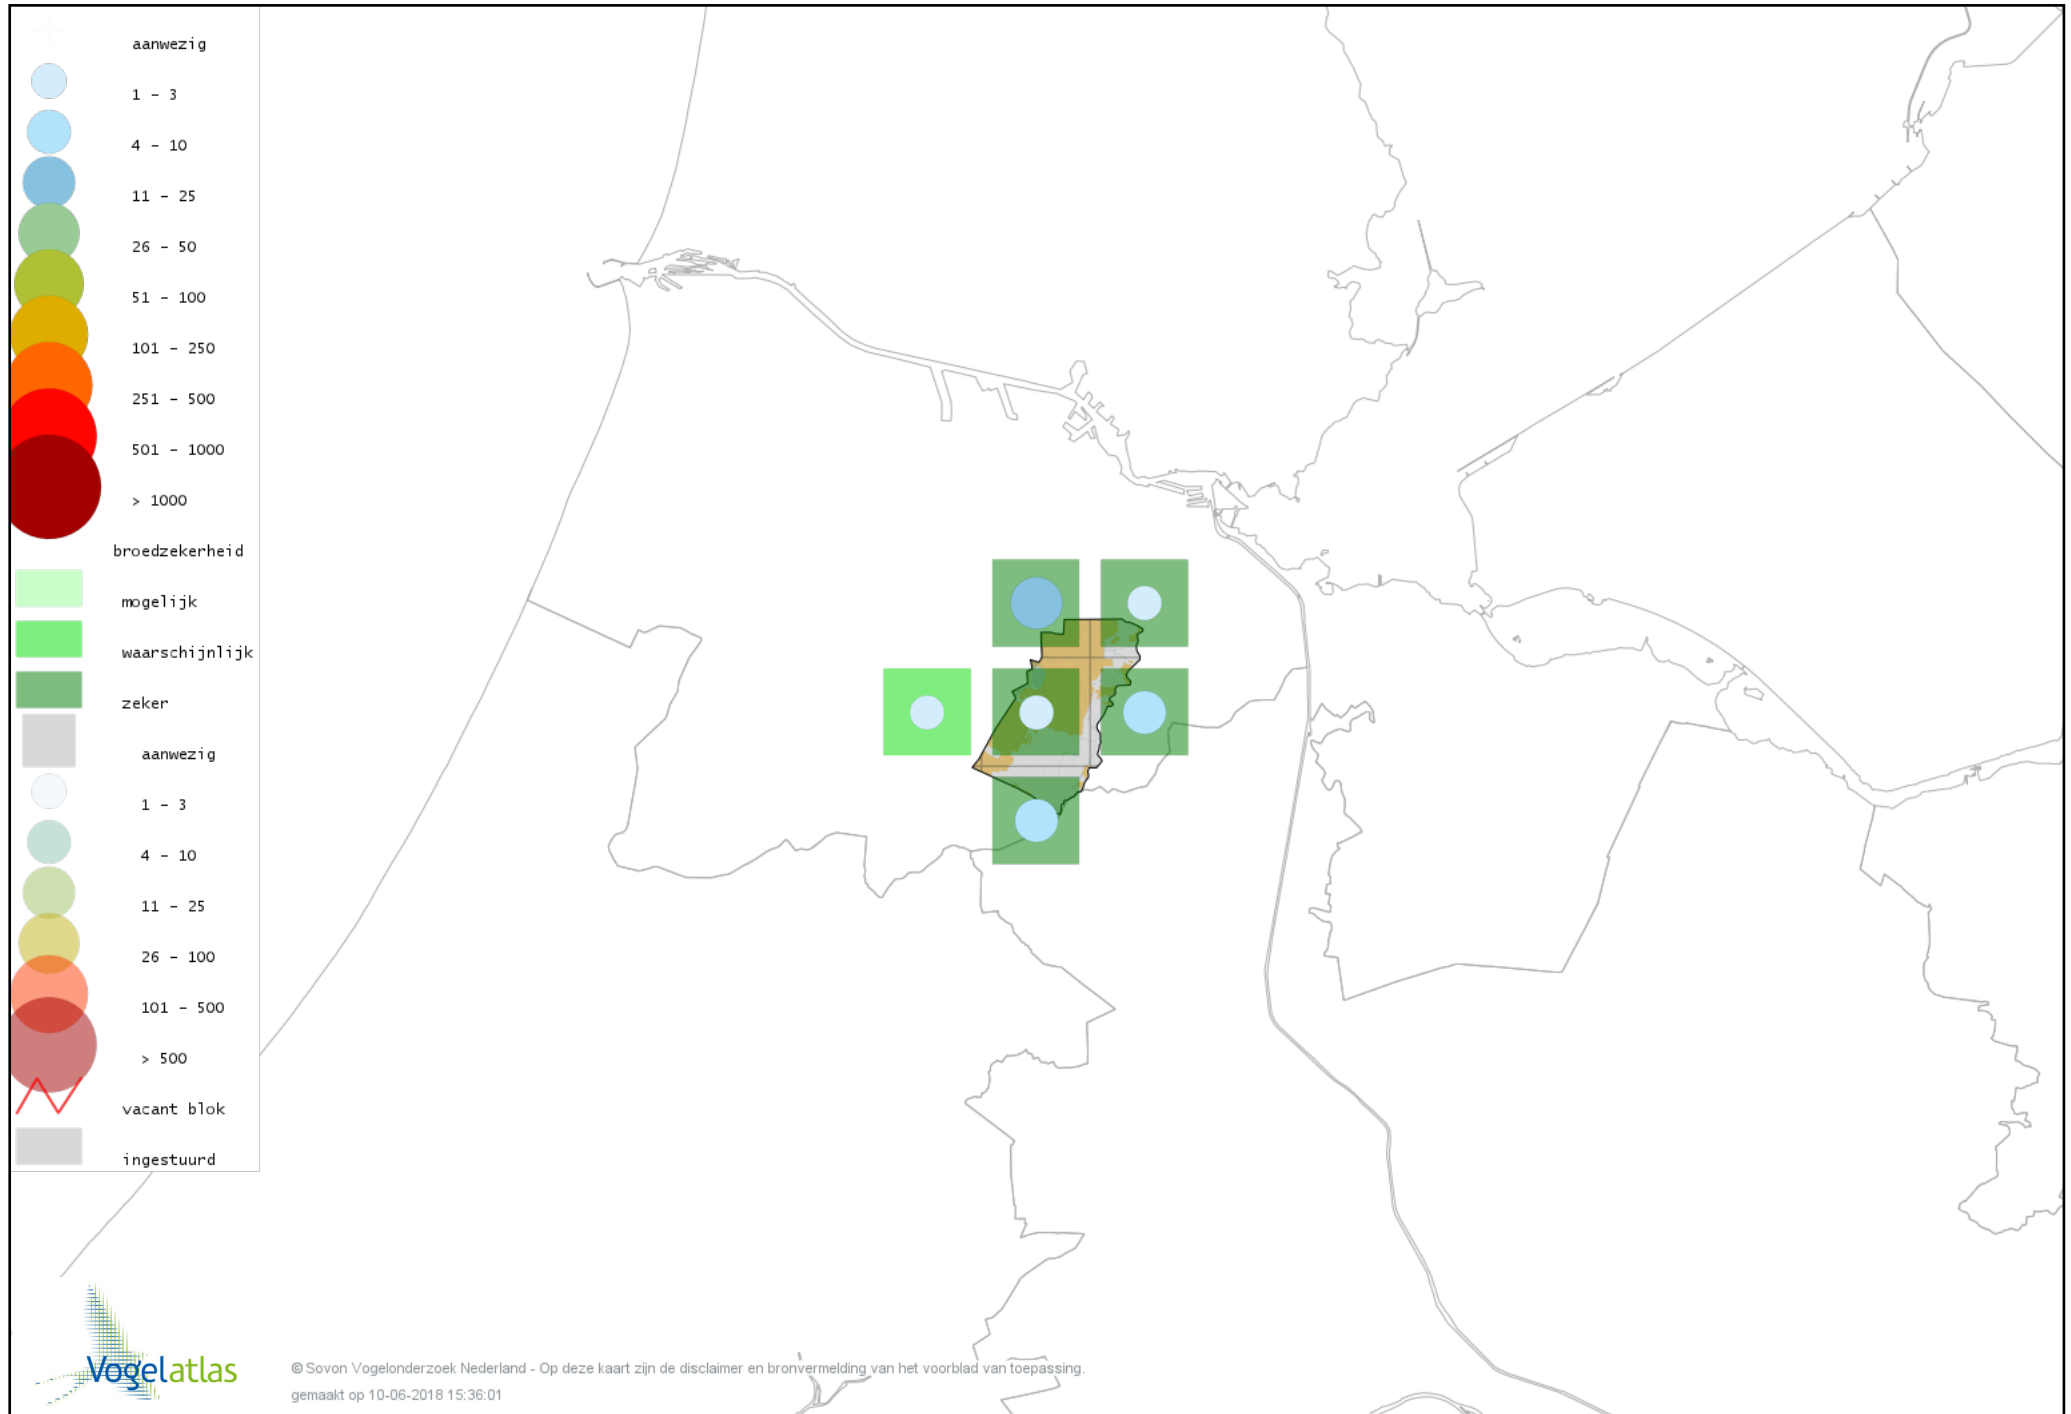 aanwezig
1 - 3
4 - 10
11 - 25
26 - 50
51 - 100
101 - 250
251 - 500
501 - 1000
> 1000
broedzekerheid
mogelijk
waarschijnlijk
zeker
aanwezig
1 - 3
4 - 10
11 - 25
26 - 100
101 - 500
> 500
vacant blok
ingestuurd
Vogelatlas
© Sovon Vogelonderzoek Nederland - Op deze kaart zijn de disclaimer en bronvermelding van het voorblad van toepassing.
gemaakt op 10-06-2018 15:36:01